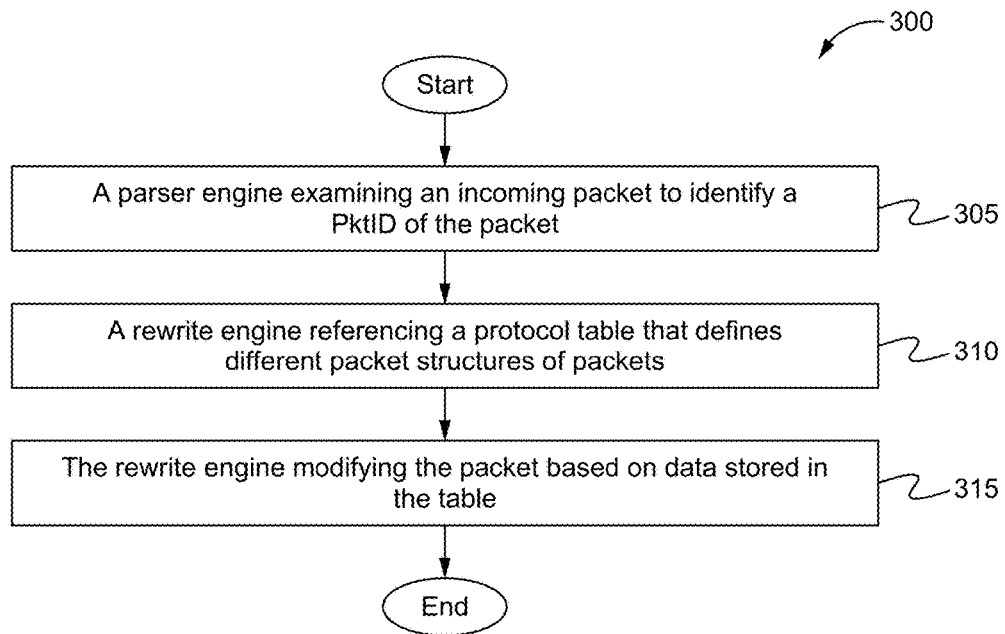 300
Start
A parser engine examining an incoming packet to identify a
PktID of the packet
305
A rewrite engine referencing a protocol table that defines
different packet structures of packets
310
The rewrite engine modifying the packet based on data stored in
the table
315
End